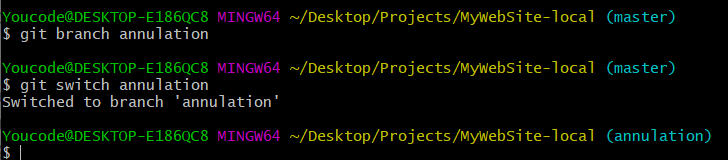 Youcode@DESKTOP-E186QC8 MINGW64 ~/Desktop/Projects/MyWebSite-local (master)
$ git branch annulation
Youcode@DESKTOP-E186QC8 MINGW64 ~/Desktop/Projects/MyWebSite-local (master)
$ git switch annulation
Switched to branch 'annulation'
Youcode@DESKTOP-E186QC8 MINGW64 ~/Desktop/Projects/MyWebSite-local (annulation)
$